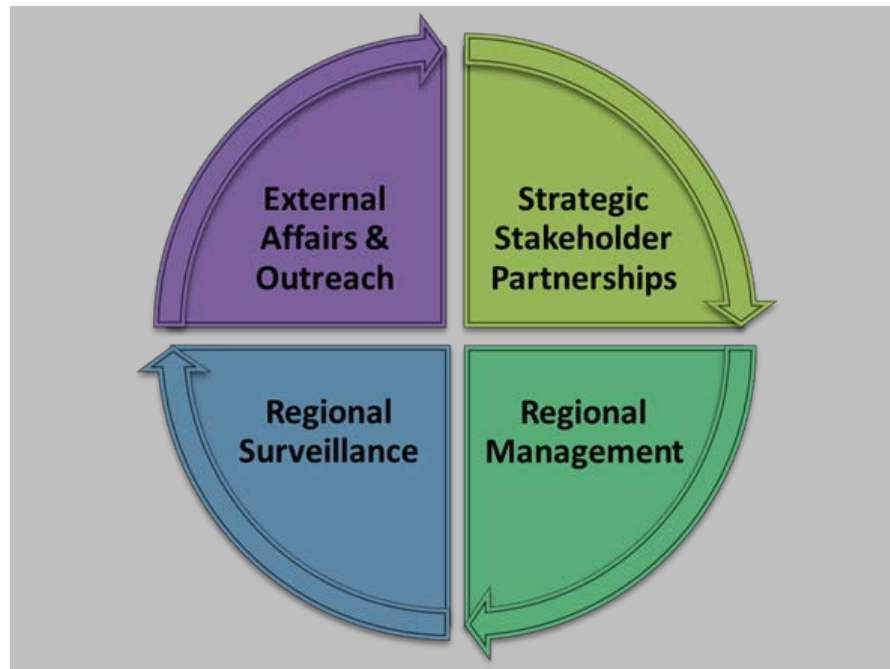 External
Affairs &
Outreach
Strategic
Stakeholder
Partnerships
Regional
Surveillance
Regional
Management